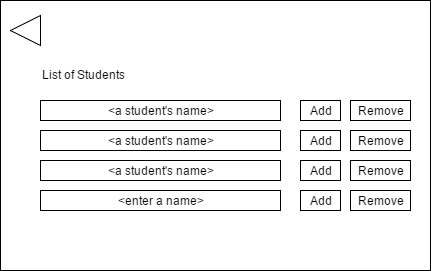 List of Students
<a student's name> Add Remove
<a student's name> Add Remove
<a student's name> Add Remove
<enter a name> Add Remove